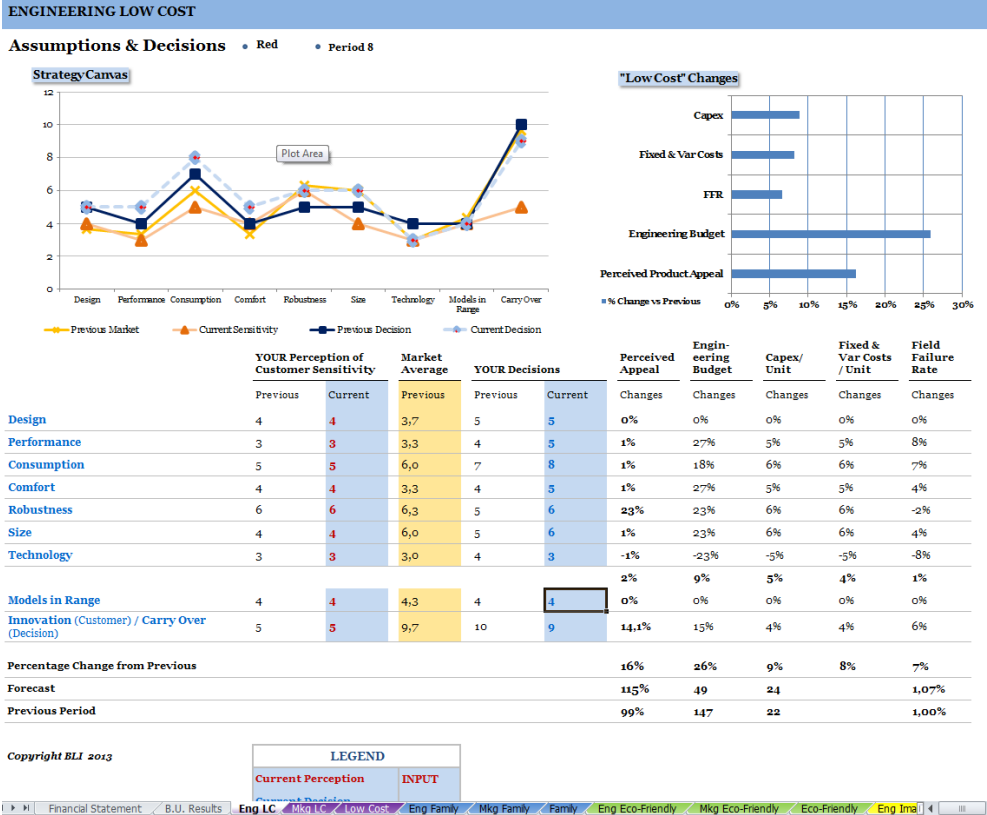 ENGINEERING LOW COST
Assumptions & Decisions • Red • Period 8
Strategy Canvas
12
10
8
6
4
2
0
Plot Area
Design Performance Consumption Comfort Robustness Size Technology Models in Range Carry Over
Previous Market Current Sensitivity Previous Decision Current Decision
"Low Cost" Changes
Capex
Fixed & Var Costs
FFR
Engineering Budget
Perceived Product Appeal
% Change vs Previous
0% 5% 10% 15% 20% 25% 30%
YOUR Perception of Customer Sensitivity Market Average YOUR Decisions Perceived Appeal Engin-eering Budget Capex/ Unit Fixed & Var Costs / Unit Field Failure Rate
Previous Current Previous Previous Current Changes Changes Changes Changes Changes
Design 4 4 3,7 5 5 0% 0% 0% 0% 0%
Performance 3 3 3,3 4 5 1% 27% 5% 5% 8%
Consumption 5 5 6,0 7 8 1% 18% 6% 6% 7%
Comfort 4 4 3,3 4 5 1% 27% 5% 5% 4%
Robustness 6 6 6,3 5 6 23% 23% 6% 6% -2%
Size 4 4 6,0 5 6 1% 23% 6% 6% 4%
Technology 3 3 3,0 4 3 -1% -23% -5% -5% -8%
2% 9% 5% 4% 1%
Models in Range 4 4 4,3 4 4 0% 0% 0% 0% 0%
Innovation (Customer) / Carry Over (Decision) 5 5 9,7 10 9 14,1% 15% 4% 4% 6%
Percentage Change from Previous 16% 26% 9% 8% 7%
Forecast 115% 49 24 1,07%
Previous Period 99% 147 22 1,00%
Copyright BLI 2013
LEGEND
Current Perception INPUT
Current Decision
Financial Statement B.U. Results Eng LC Mkg LC Low Cost Eng Family Mkg Family Family Eng Eco-Friendly Mkg Eco-Friendly Eco-Friendly Eng Ima